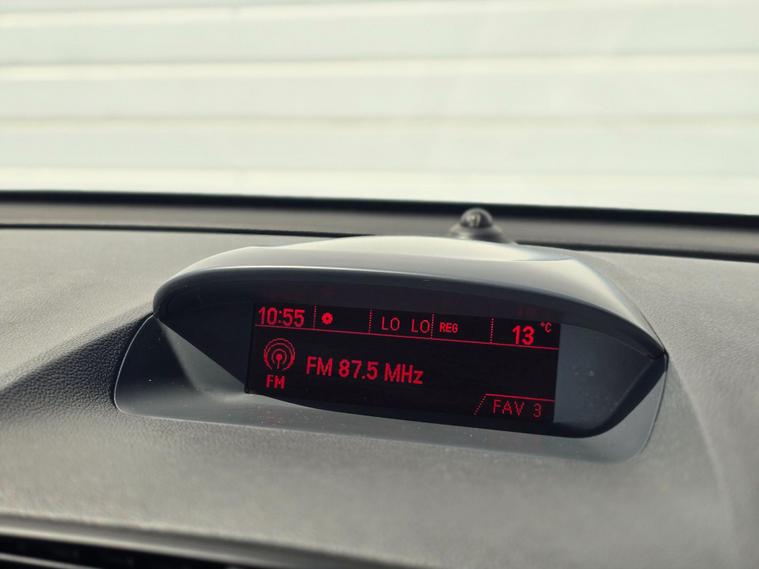 10:55 LO LO REG 13 °C
FM 87.5 MHz
FM
FAV 3